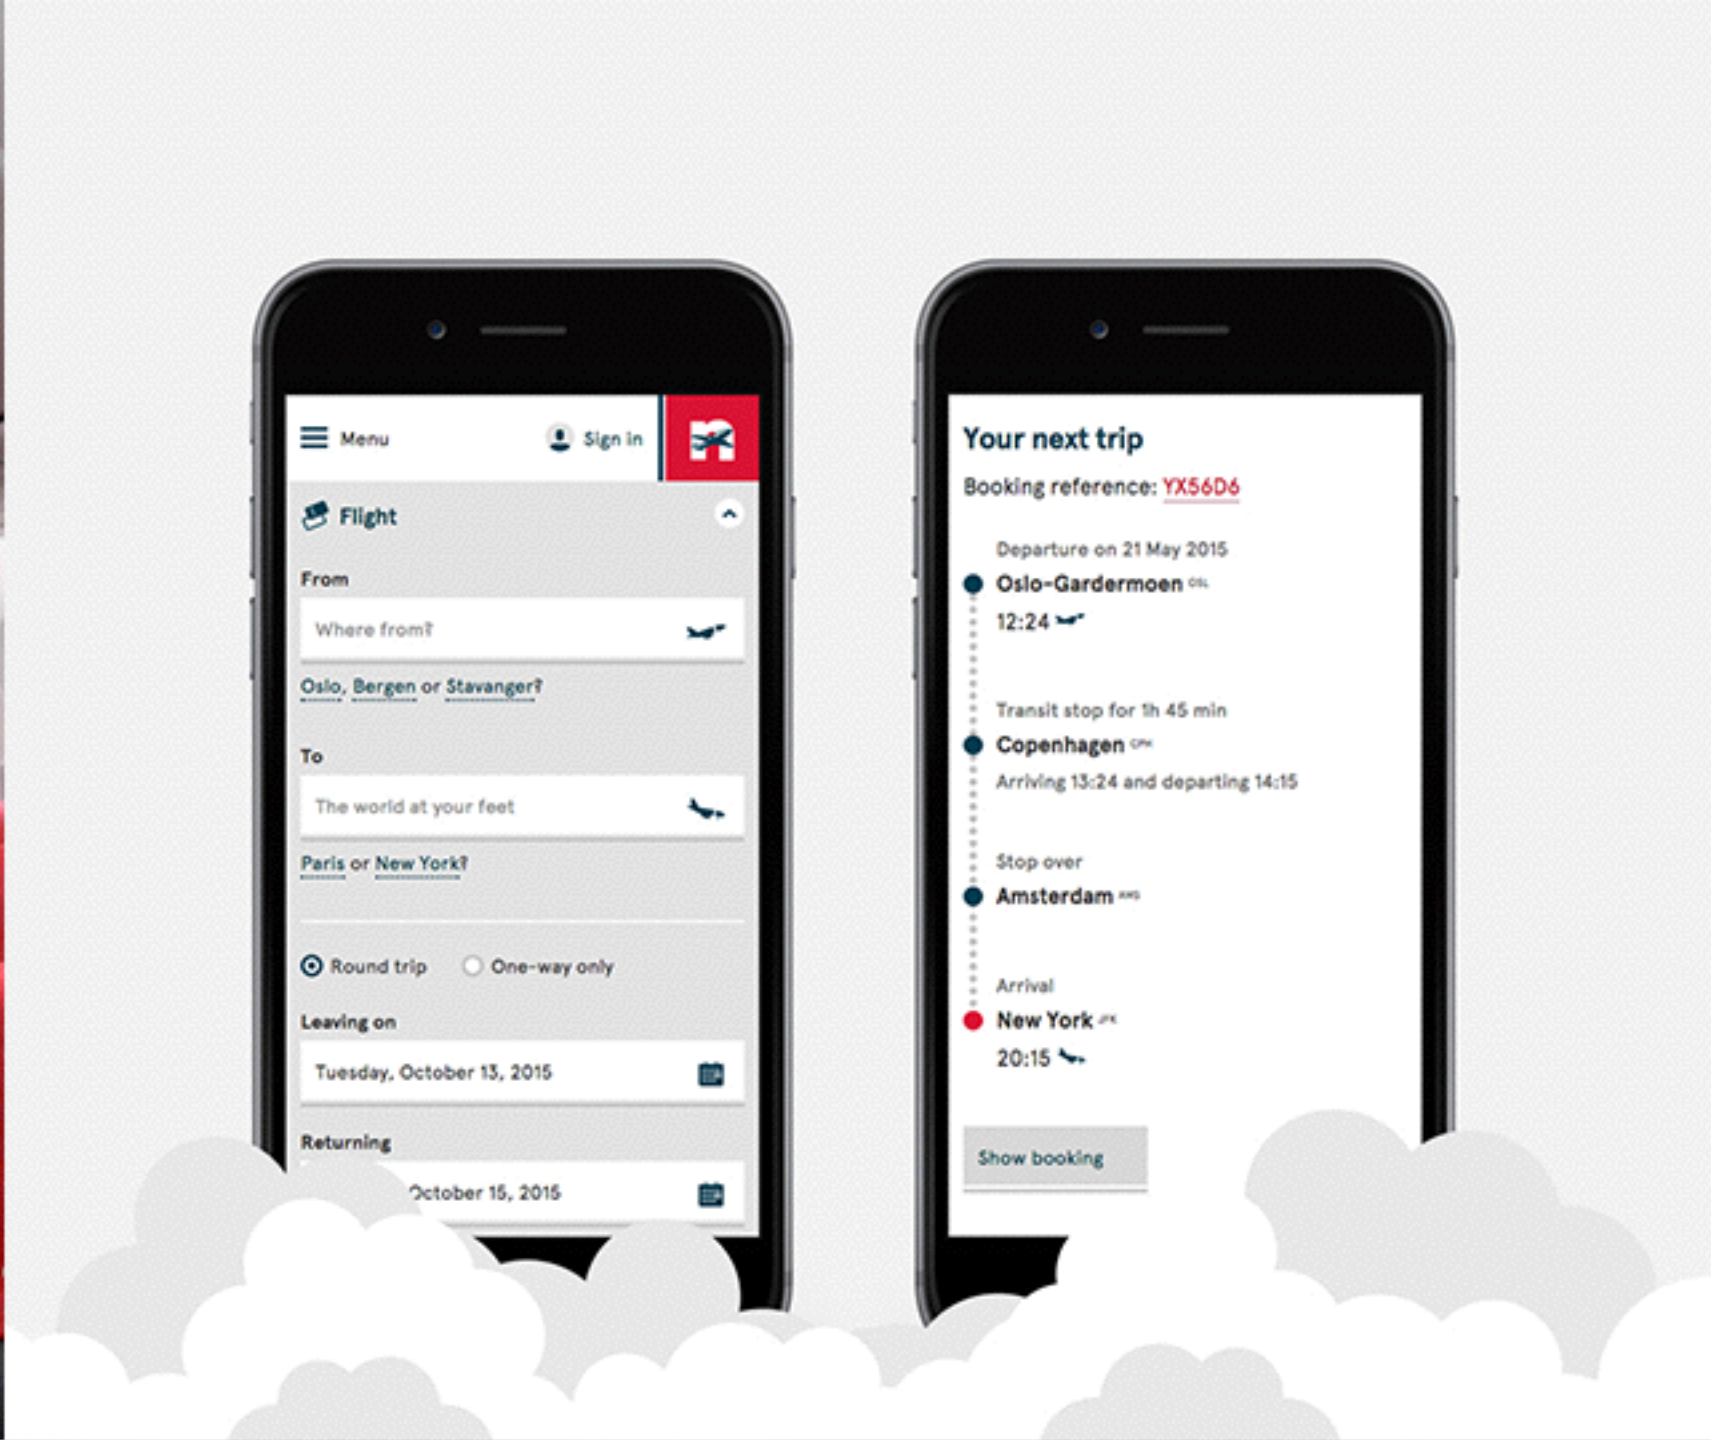 Menu
Sign in
n
Flight
From
Where from?
Oslo, Bergen or Stavanger?
To
The world at your feet
Paris or New York?
Round trip
One-way only
Leaving on
Tuesday, October 13, 2015
Returning
October 15, 2015
Your next trip
Booking reference: YX56D6
Departure on 21 May 2015
Oslo-Gardermoen OSL
12:24
Transit stop for 1h 45 min
Copenhagen CPH
Arriving 13:24 and departing 14:15
Stop over
Amsterdam
Arrival
New York JFK
20:15
Show booking